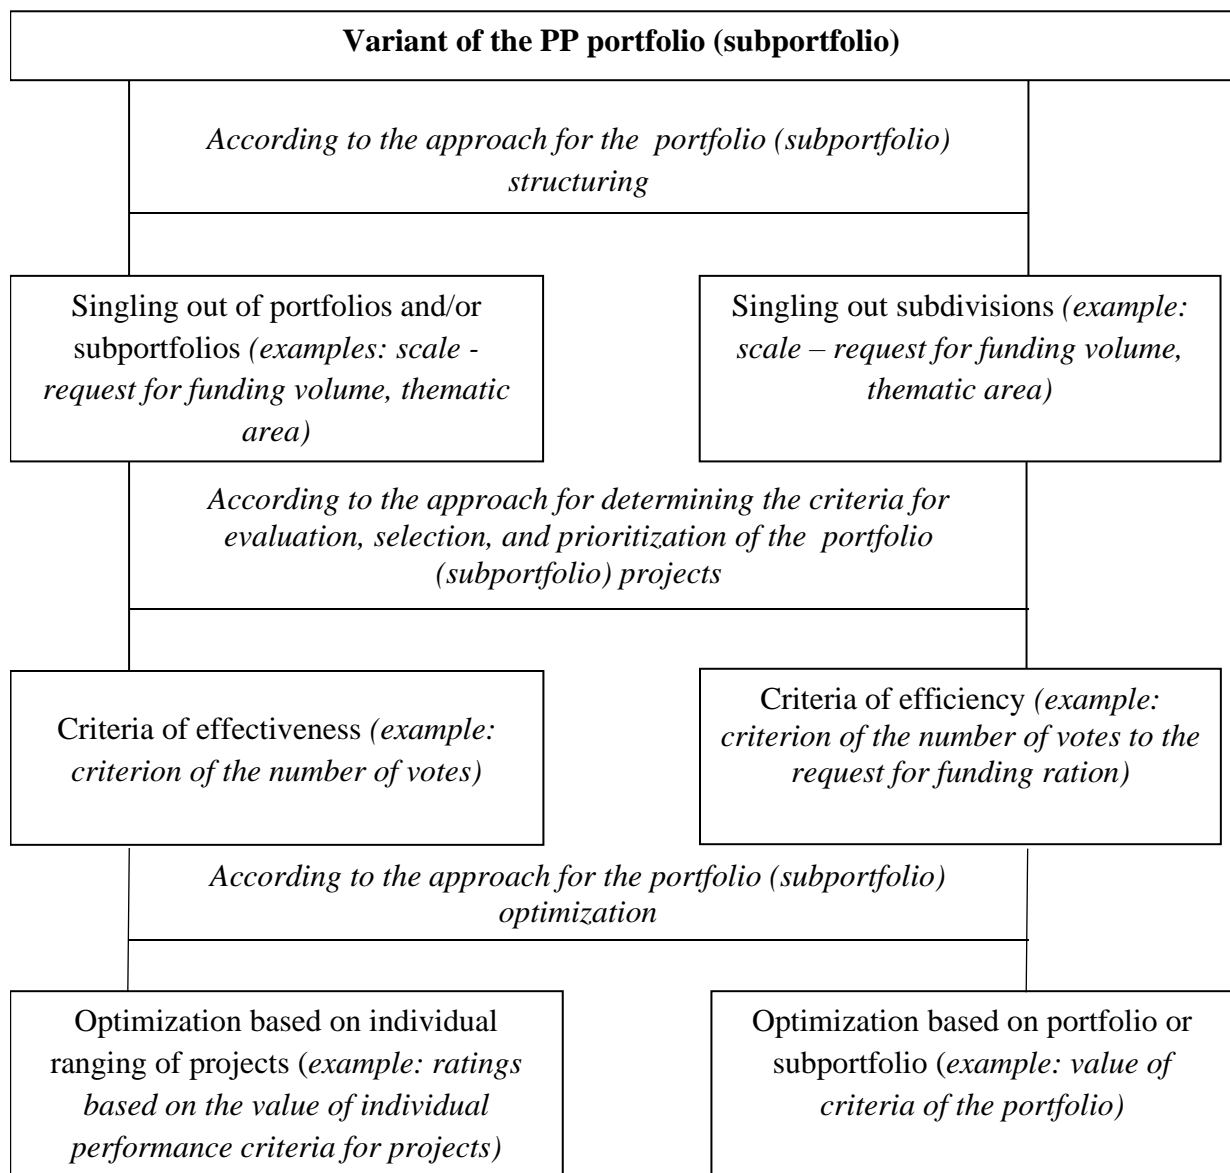 Variant of the PP portfolio (subportfolio)
According to the approach for the portfolio (subportfolio)
structuring
Singling out of portfolios and/or
subportfolios (examples: scale -
request for funding volume, thematic
area)
Singling out subdivisions (example:
scale – request for funding volume,
thematic area)
According to the approach for determining the criteria for
evaluation, selection, and prioritization of the portfolio
(subportfolio) projects
Criteria of effectiveness (example:
criterion of the number of votes)
Criteria of efficiency (example:
criterion of the number of votes to the
request for funding ration)
According to the approach for the portfolio (subportfolio)
optimization
Optimization based on individual
ranging of projects (example: ratings
based on the value of individual
performance criteria for projects)
Optimization based on portfolio or
subportfolio (example: value of
criteria of the portfolio)